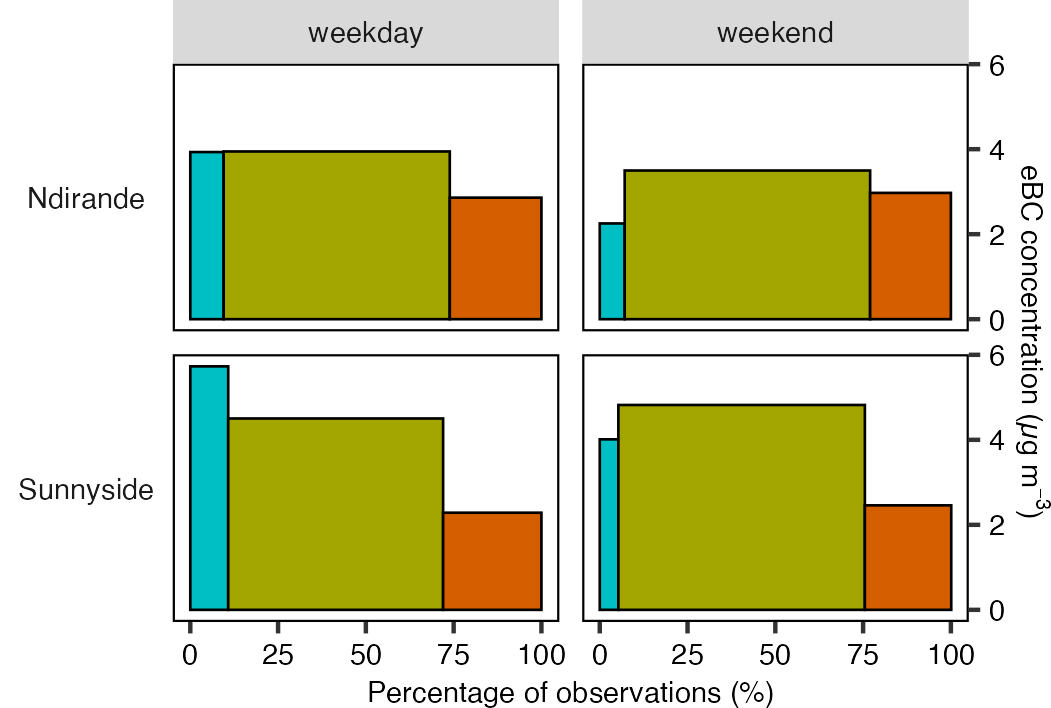 weekday weekend
Ndirande
6
4
2
0
Sunnyside
6
4
2
0
eBC concentration (µg m⁻³)
0 25 50 75 100 0 25 50 75 100
Percentage of observations (%)